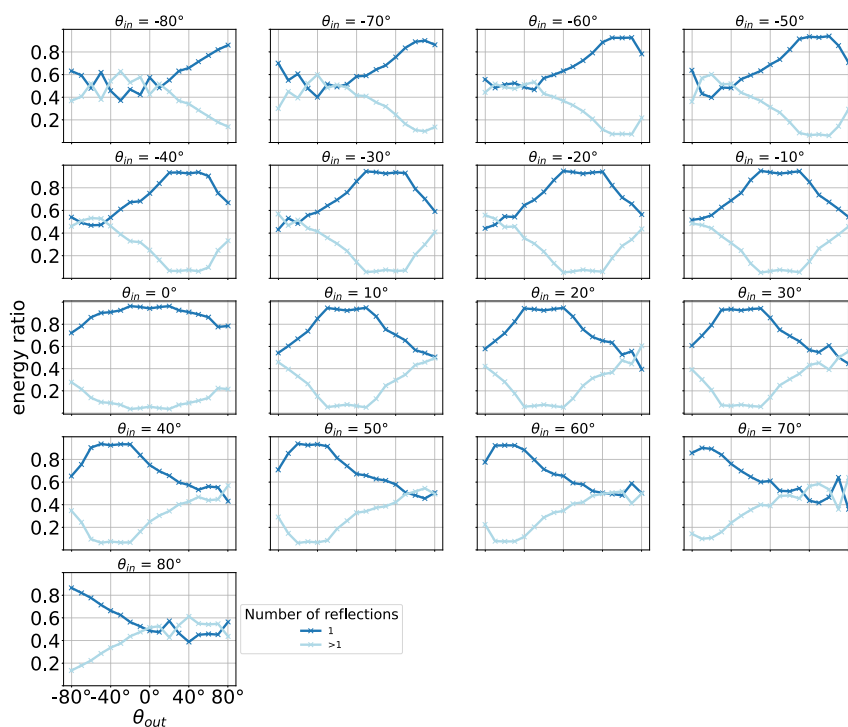 θin = -80°
θin = -70°
θin = -60°
θin = -50°
0.8
0.6
0.4
0.2
θin = -40°
θin = -30°
θin = -20°
θin = -10°
0.8
0.6
0.4
0.2
θin = 0°
θin = 10°
θin = 20°
θin = 30°
0.8
0.6
0.4
0.2
energy ratio
θin = 40°
θin = 50°
θin = 60°
θin = 70°
0.8
0.6
0.4
0.2
θin = 80°
0.8
0.6
0.4
0.2
-80° -40° 0° 40° 80°
θout
Number of reflections
1
>1